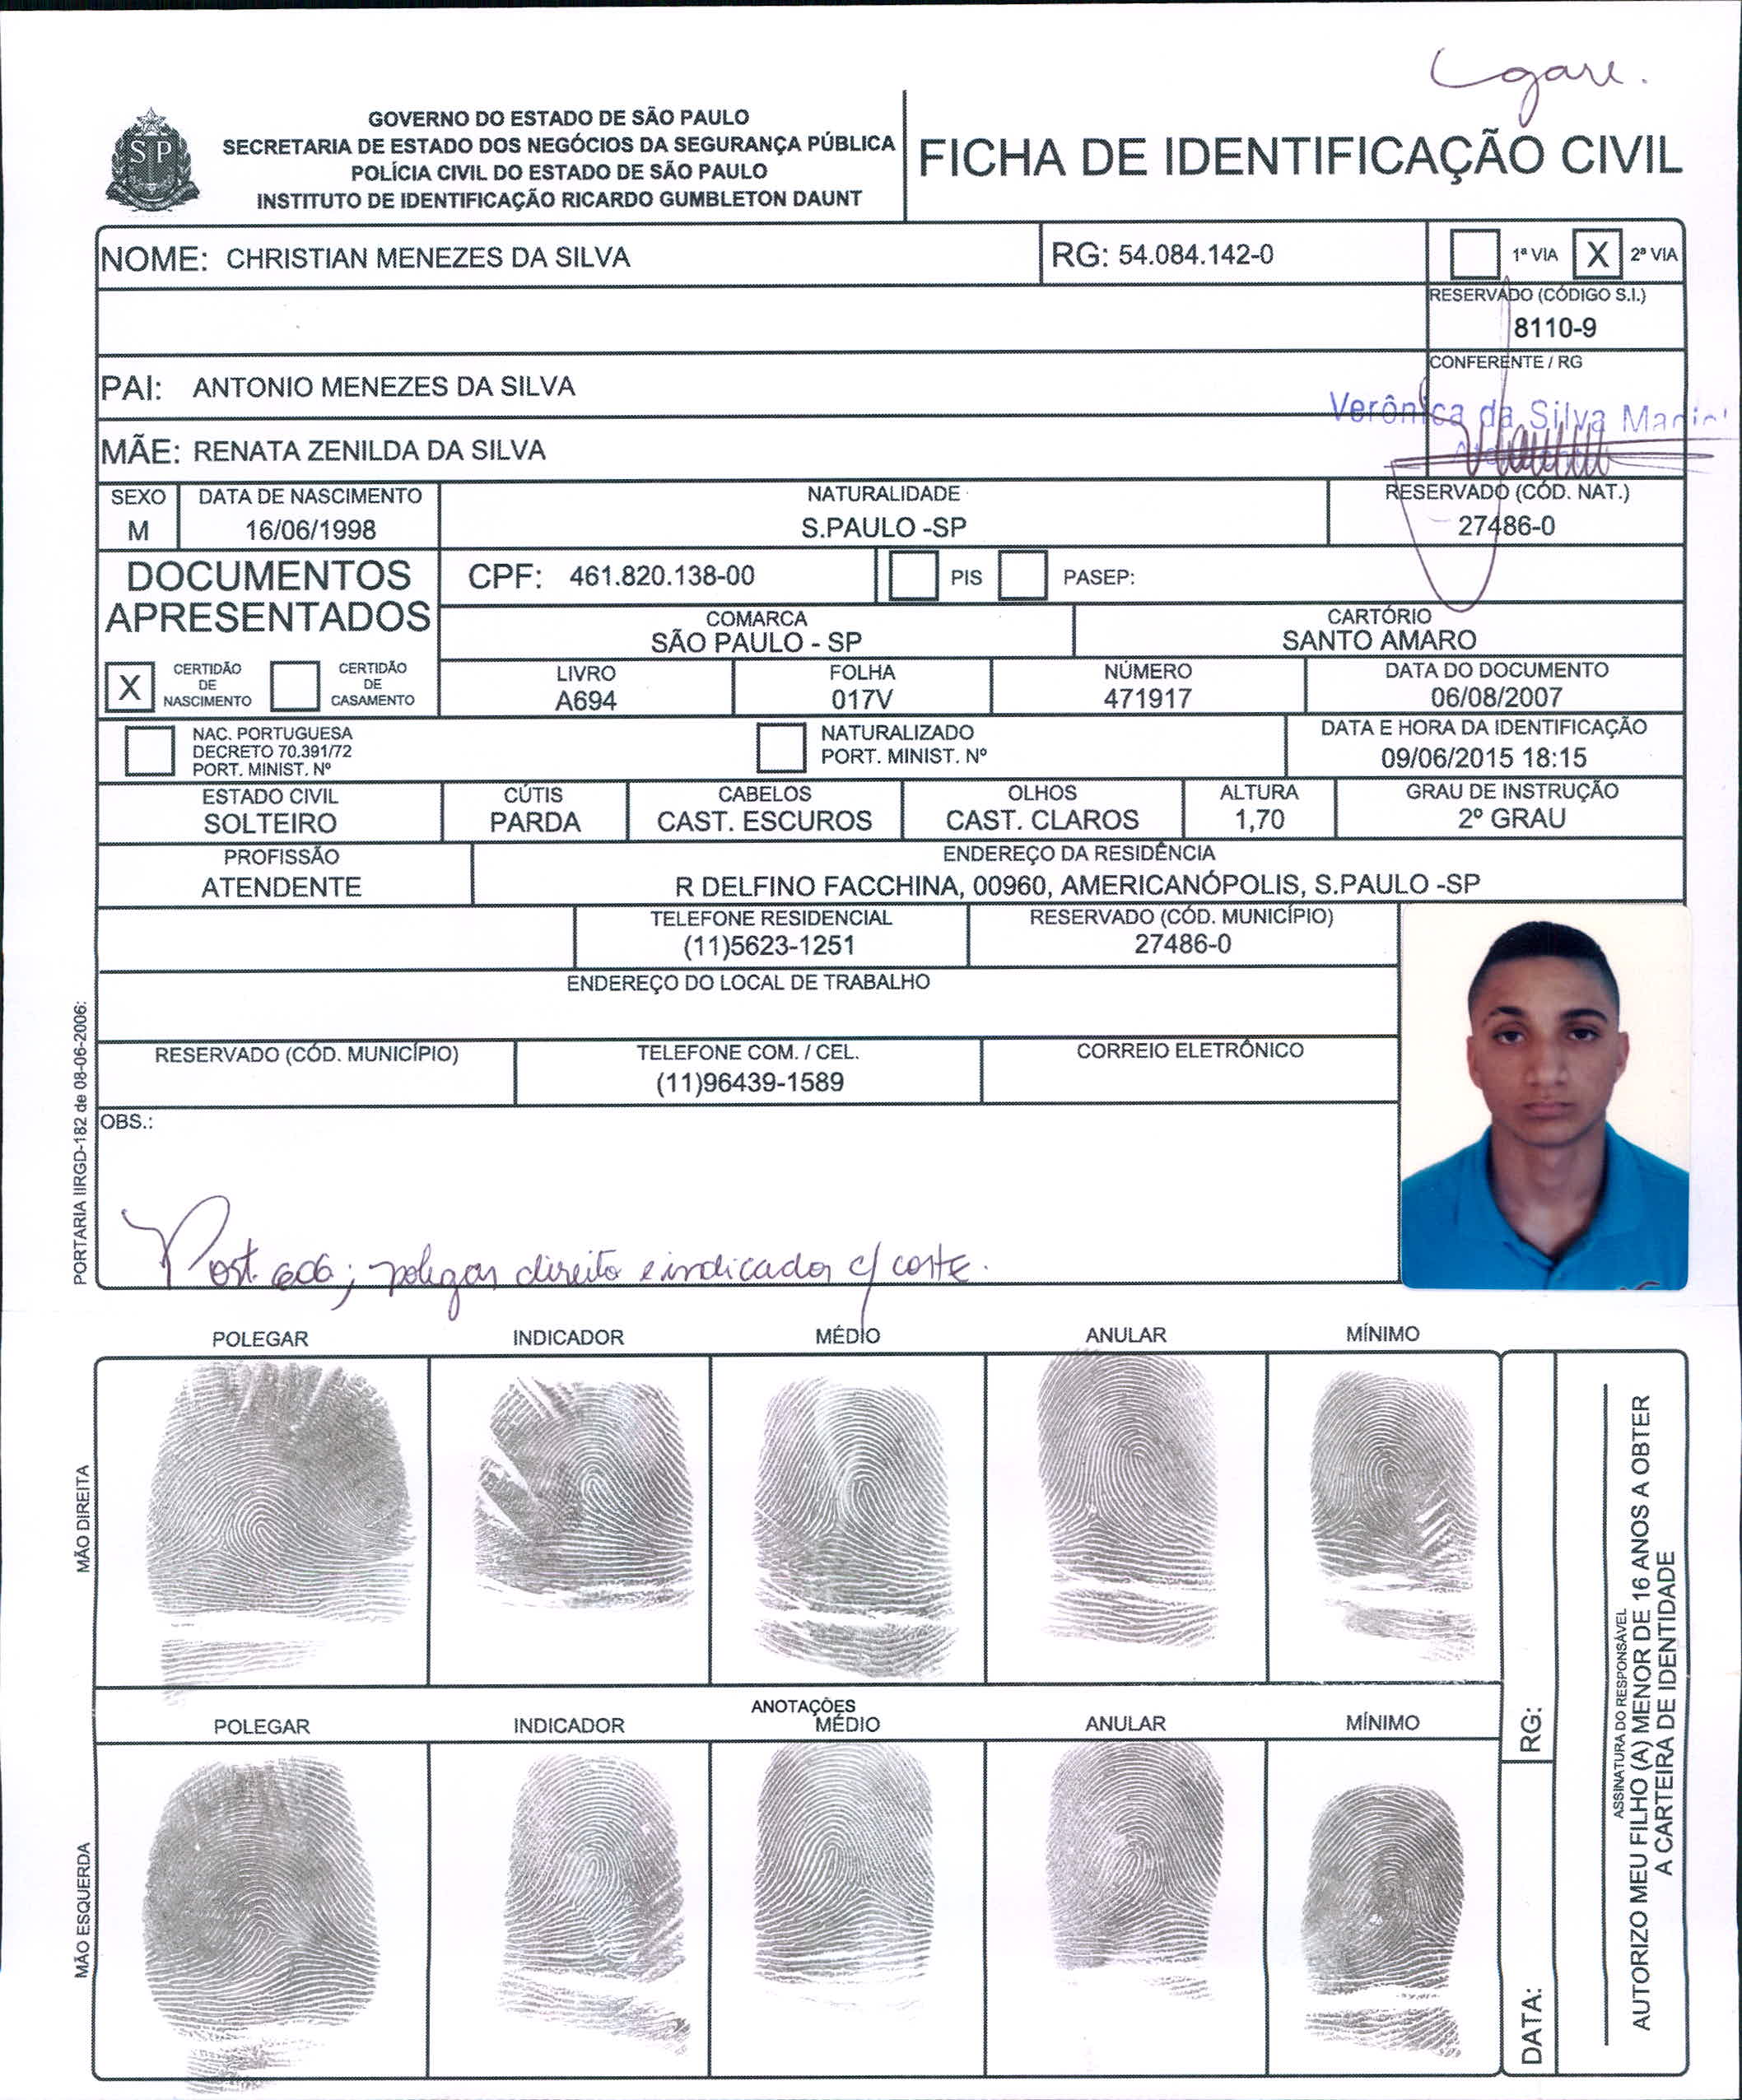 GOVERNO DO ESTADO DE SÃO PAULO
SECRETARIA DE ESTADO DOS NEGÓCIOS DA SEGURANÇA PÚBLICA
POLÍCIA CIVIL DO ESTADO DE SÃO PAULO
INSTITUTO DE IDENTIFICAÇÃO RICARDO GUMBLETON DAUNT
SP
FICHA DE IDENTIFICAÇÃO CIVIL
NOME: CHRISTIAN MENEZES DA SILVA RG: 54.084.142-0 1ª VIA X 2ª VIA
RESERVADO (CÓDIGO S.I.)
8110-9
CONFERENTE / RG
PAI: ANTONIO MENEZES DA SILVA
Verônica da Silva
MÃE: RENATA ZENILDA DA SILVA
SEXO DATA DE NASCIMENTO NATURALIDADE RESERVADO (CÓD. NAT.)
M 16/06/1998 S.PAULO -SP 27486-0
DOCUMENTOS APRESENTADOS
CPF: 461.820.138-00 PIS PASEP:
COMARCA CARTÓRIO
SÃO PAULO - SP SANTO AMARO
X CERTIDÃO DE NASCIMENTO CERTIDÃO DE CASAMENTO
LIVRO FOLHA NÚMERO DATA DO DOCUMENTO
A694 017V 471917 06/08/2007
NAC. PORTUGUESA
DECRETO 70.391/72
PORT. MINIST. Nº
NATURALIZADO
PORT. MINIST. Nº
DATA E HORA DA IDENTIFICAÇÃO
09/06/2015 18:15
ESTADO CIVIL CÚTIS CABELOS OLHOS ALTURA GRAU DE INSTRUÇÃO
SOLTEIRO PARDA CAST. ESCUROS CAST. CLAROS 1,70 2º GRAU
PROFISSÃO ENDEREÇO DA RESIDÊNCIA
ATENDENTE R DELFINO FACCHINA, 00960, AMERICANÓPOLIS, S.PAULO -SP
TELEFONE RESIDENCIAL RESERVADO (CÓD. MUNICÍPIO)
(11)5623-1251 27486-0
ENDEREÇO DO LOCAL DE TRABALHO
RESERVADO (CÓD. MUNICÍPIO) TELEFONE COM. / CEL. CORREIO ELETRÔNICO
(11)96439-1589
OBS.:
polegar direito e indicador c/ corte.
PORTARIA IIRGD-182 de 08-06-2006:
POLEGAR INDICADOR MÉDIO ANULAR MÍNIMO
MÃO DIREITA
ANOTAÇÕES
POLEGAR INDICADOR MÉDIO ANULAR MÍNIMO
MÃO ESQUERDA
RG:
DATA:
ASSINATURA DO RESPONSÁVEL
AUTORIZO MEU FILHO (A) MENOR DE 16 ANOS A OBTER
A CARTEIRA DE IDENTIDADE